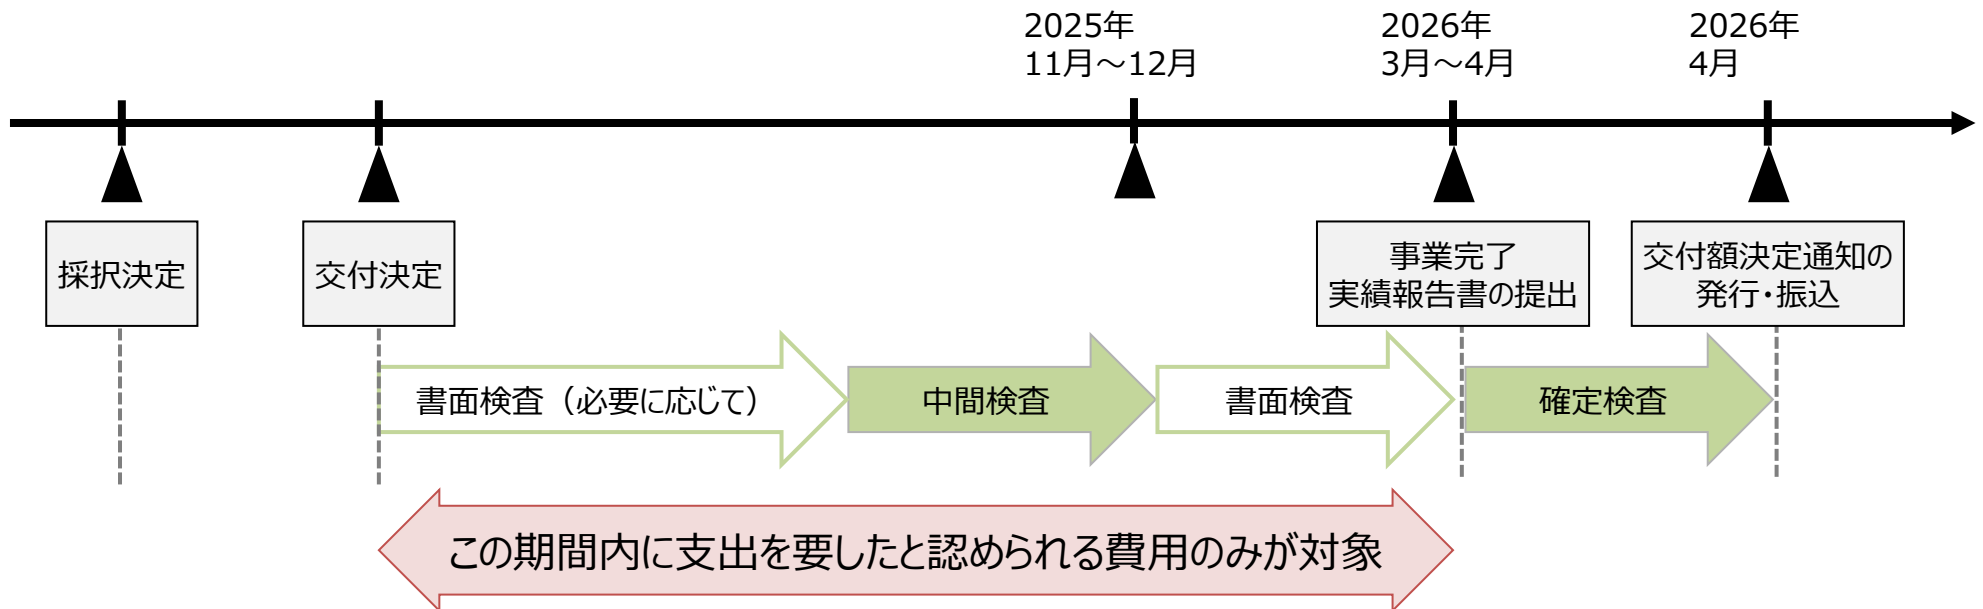 2025年
11月～12月
2026年
3月～4月
2026年
4月
採択決定
交付決定
事業完了
実績報告書の提出
交付額決定通知の
発行・振込
書面検査（必要に応じて）
中間検査
書面検査
確定検査
この期間内に支出を要したと認められる費用のみが対象